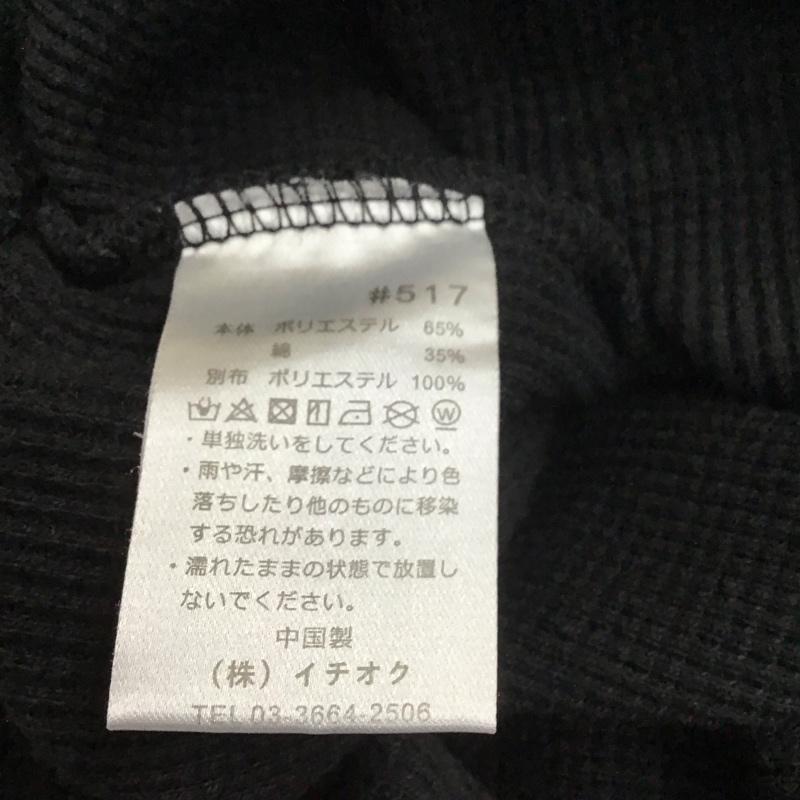 #517
本体 ポリエステル 65%
綿 35%
別布 ポリエステル 100%
W
・単独洗いをしてください。
・雨や汗、摩擦などにより色
落ちしたり他のものに移染
する恐れがあります。
・濡れたままの状態で放置し
ないでください。
中国製
(株)イチオク
TEL 03-3664-2506